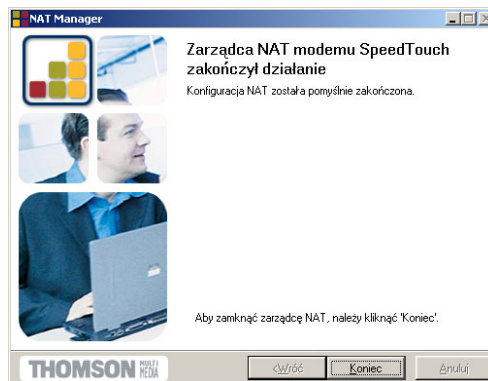 NAT Manager
Zarządca NAT modemu SpeedTouch
zakończył działanie
Konfiguracja NAT została pomyślnie zakończona.
Aby zamknąć zarządcę NAT, należy kliknąć 'Koniec'.
THOMSON MULTI
MEDIA
<Wróć
Koniec
Anuluj